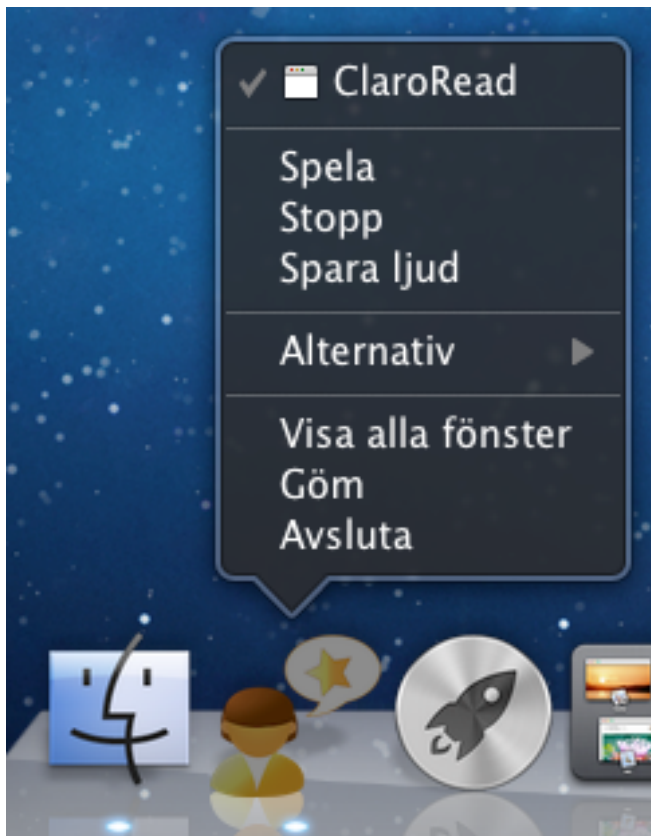 ClaroRead
Spela
Stopp
Spara ljud
Alternativ
Visa alla fönster
Göm
Avsluta